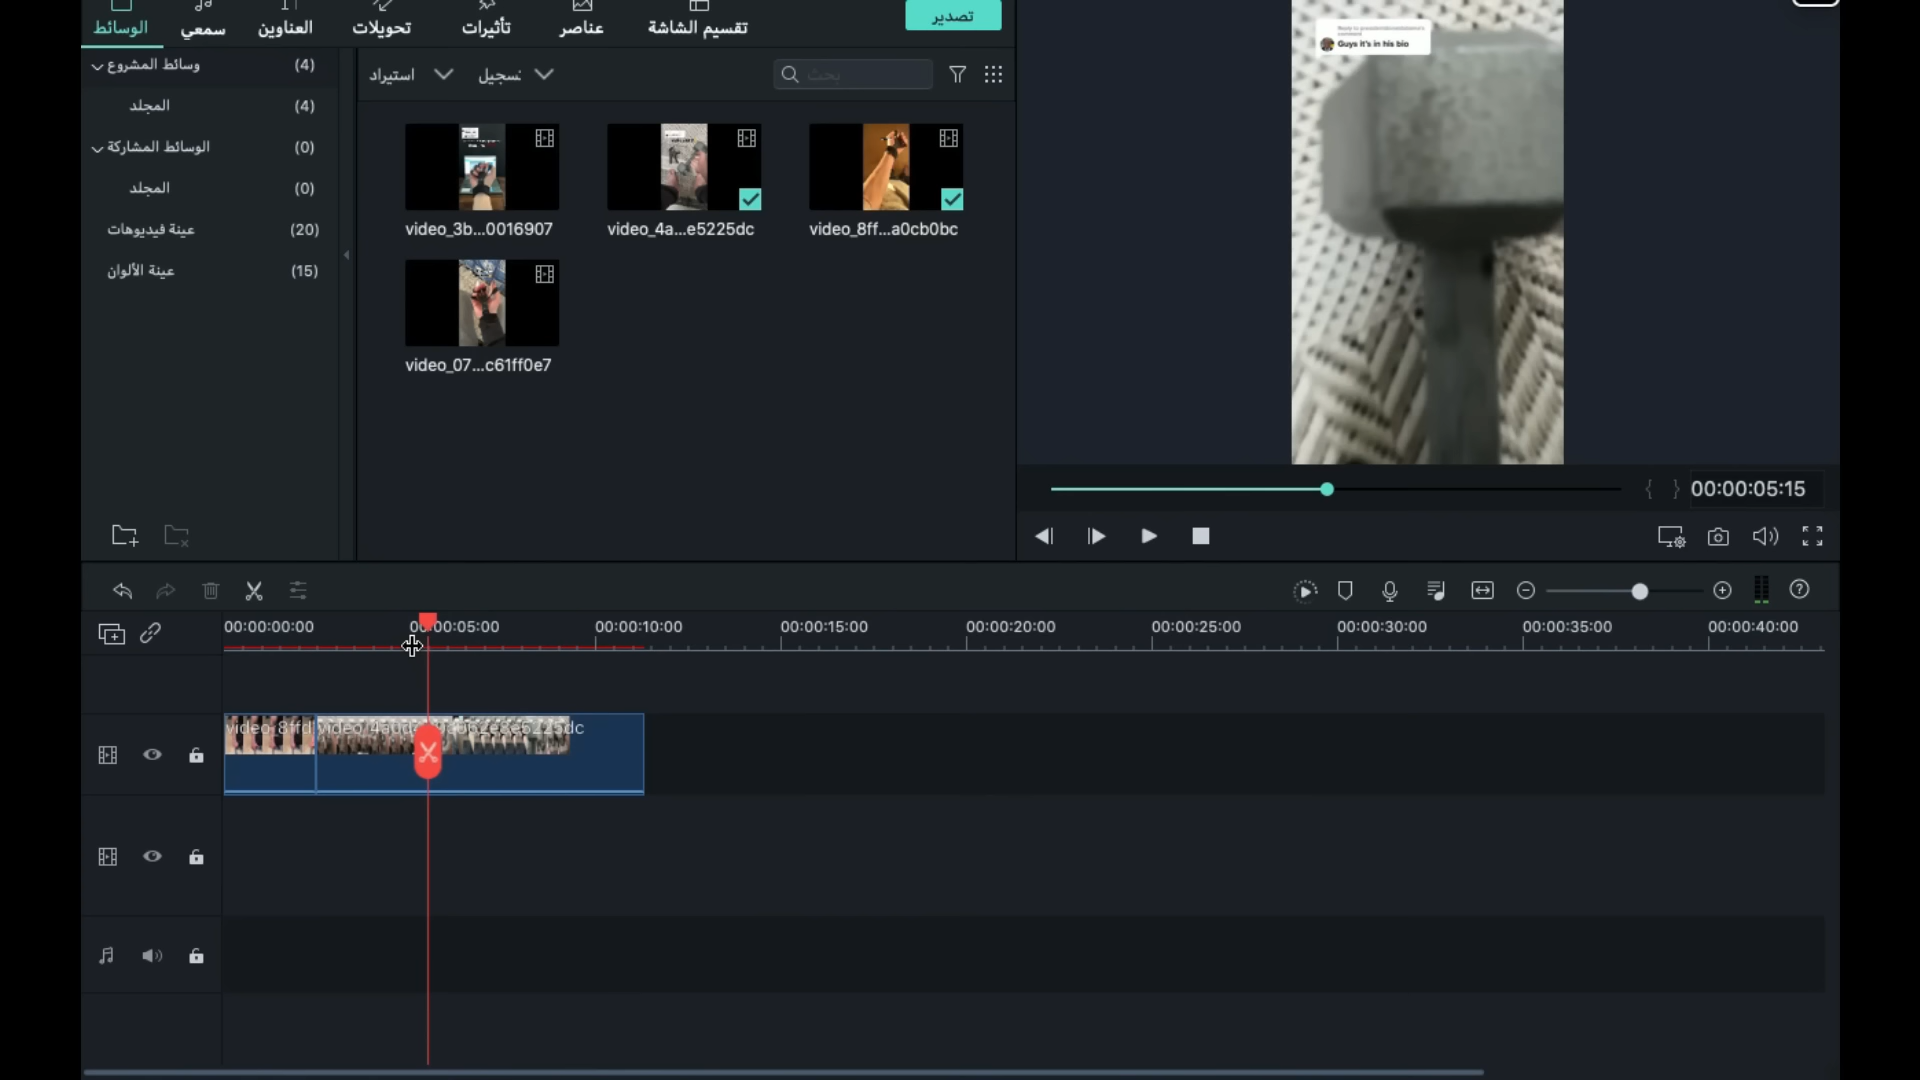 الوسائط
سمعي
العناوين
تحويلات
تأثيرات
عناصر
تقسيم الشاشة
تصدير
وسائط المشروع (4)
المجلد (4)
الوسائط المشاركة (0)
المجلد (0)
عينة فيديوهات (20)
عينة الألوان (15)
استيراد
تسجيل
بحث
video_3b...0016907
video_4a...e5225dc
video_8ff...a0cb0bc
video_07...c61ff0e7
Guys it's in his bio
00:00:05:15
00:00:00:00
00:00:05:00
00:00:10:00
00:00:15:00
00:00:20:00
00:00:25:00
00:00:30:00
00:00:35:00
00:00:40:00
video_8ffd